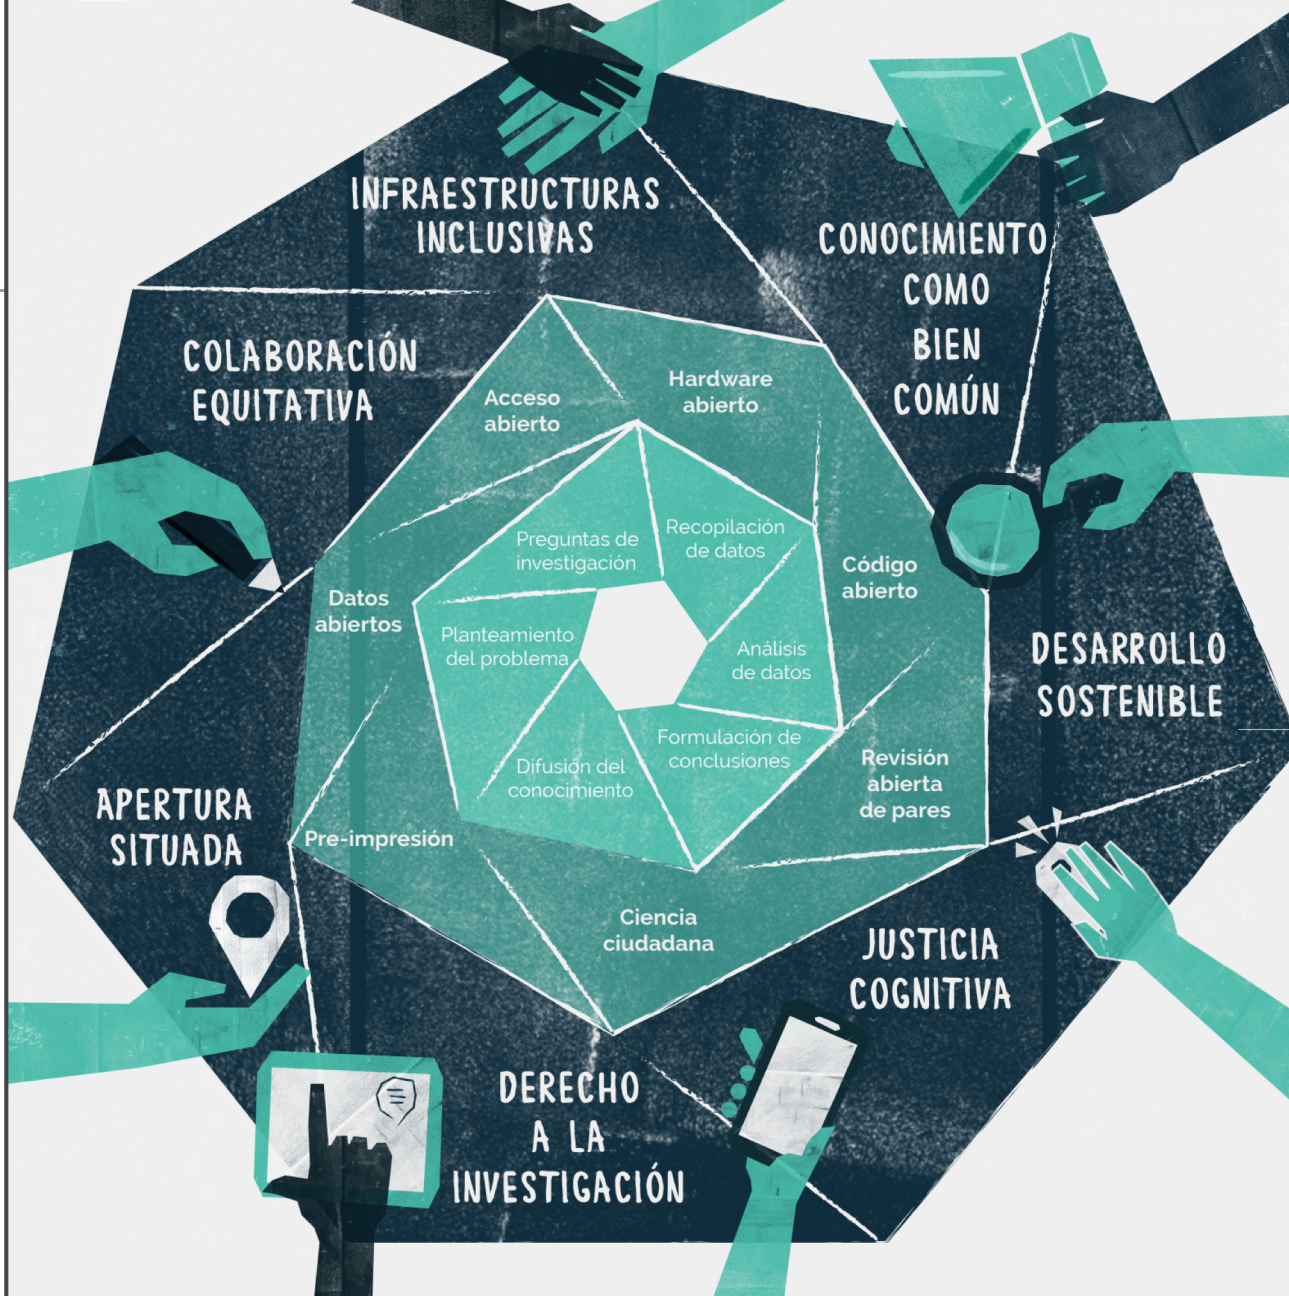 INFRAESTRUCTURAS
INCLUSIVAS
CONOCIMIENTO
COMO
BIEN
COMÚN
COLABORACIÓN
EQUITATIVA
Acceso
abierto
Hardware
abierto
Preguntas de
investigación
Recopilación
de datos
Código
abierto
Datos
abiertos
Planteamiento
del problema
Análisis
de datos
DESARROLLO
SOSTENIBLE
Formulación de
conclusiones
Difusión del
conocimiento
Revisión
abierta
de pares
APERTURA
SITUADA
Pre-impresión
Ciencia
ciudadana
JUSTICIA
COGNITIVA
DERECHO
A LA
INVESTIGACIÓN